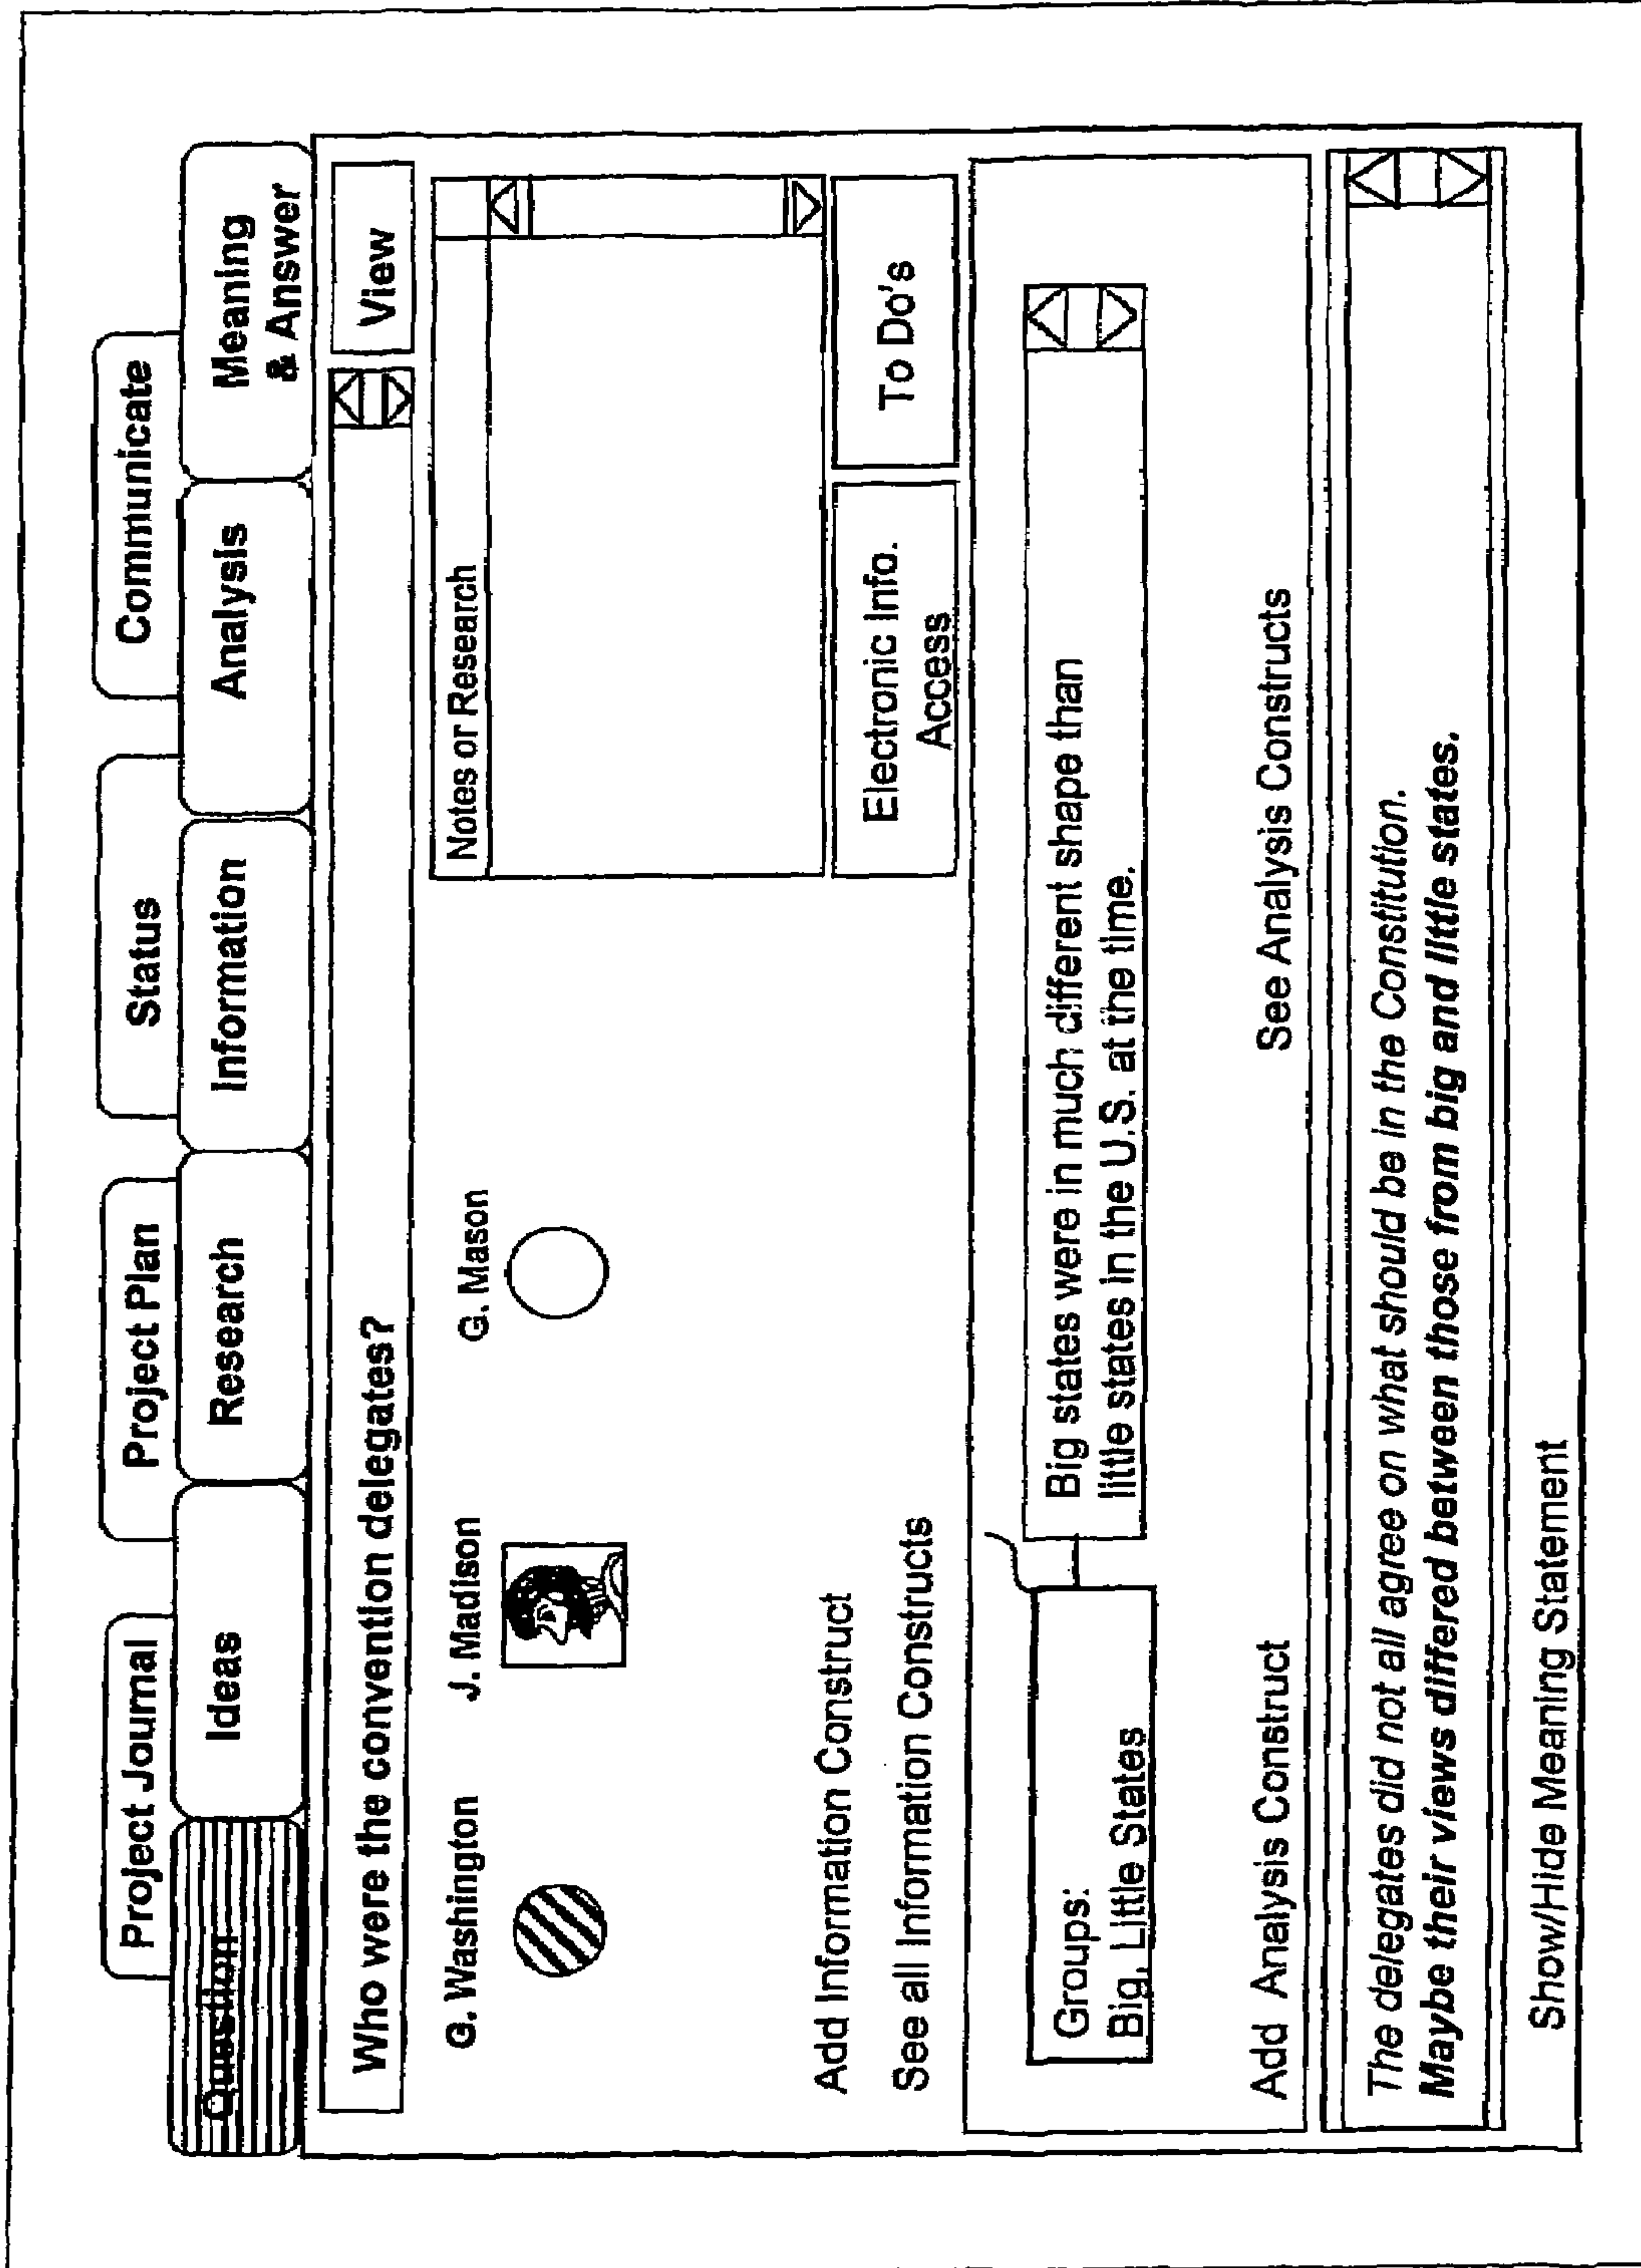 Project Journal
Project Plan
Status
Communicate
Question
Ideas
Research
Information
Analysis
Meaning
& Answer
Who were the convention delegates?
View
G. Washington
J. Madison
G. Mason
Notes or Research
Add Information Construct
See all Information Constructs
Electronic Info.
Access
To Do's
Groups:
Big, Little States
Big states were in much different shape than
little states in the U.S. at the time.
Add Analysis Construct
See Analysis Constructs
The delegates did not all agree on what should be in the Constitution.
Maybe their views differed between those from big and little states.
Show/Hide Meaning Statement